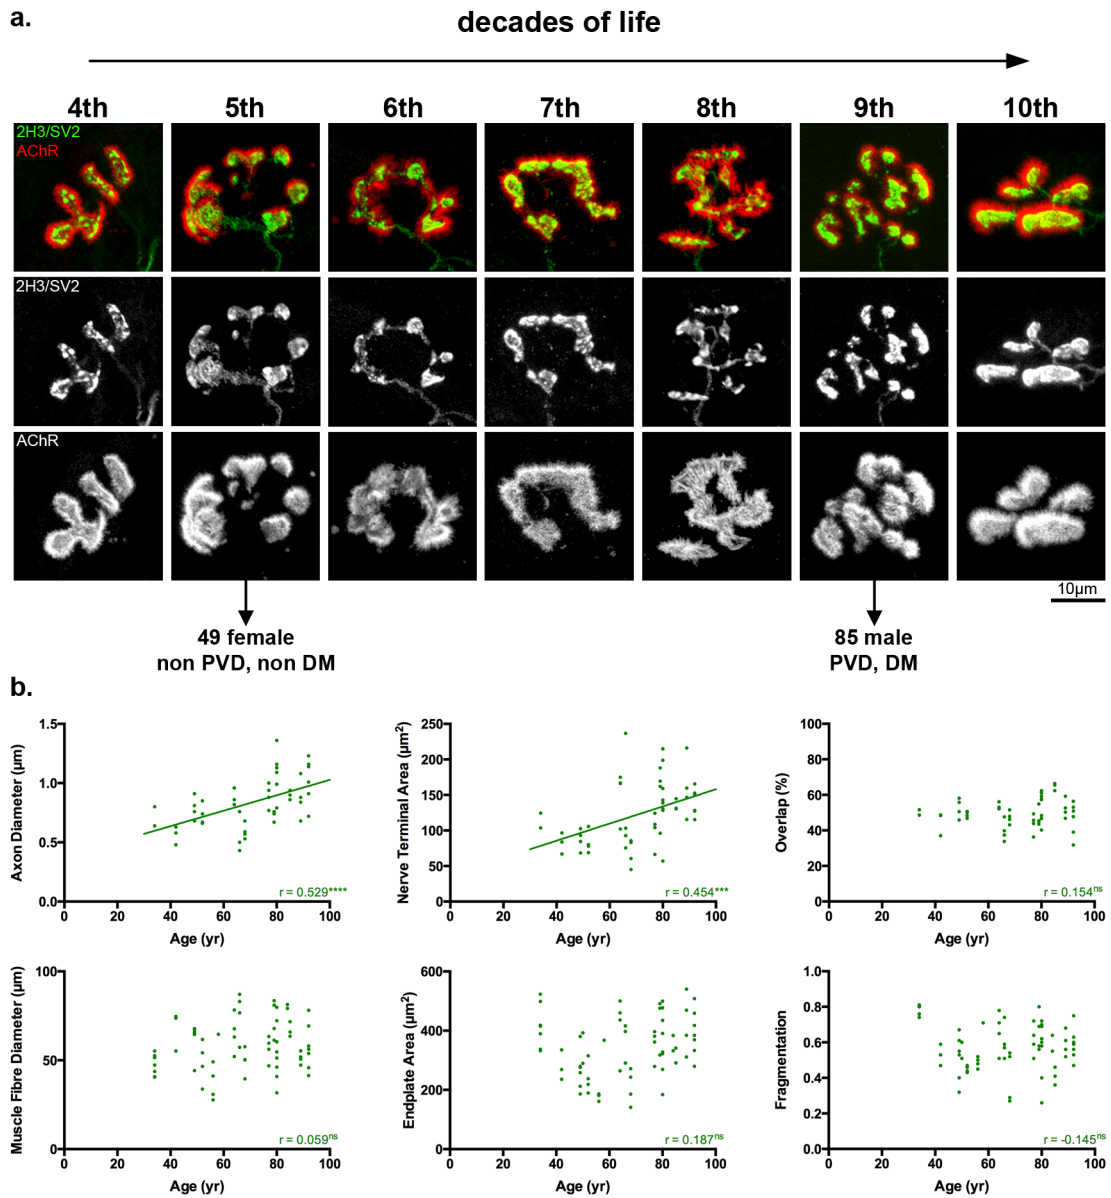 a.
decades of life
4th 5th 6th 7th 8th 9th 10th
2H3/SV2
AChR
2H3/SV2
AChR
10µm
49 female
non PVD, non DM
85 male
PVD, DM
b.
Axon Diameter (µm)
1.5
1.0
0.5
0.0
0 20 40 60 80 100
Age (yr)
r = 0.529****
Nerve Terminal Area (µm²)
250
200
150
100
50
0
0 20 40 60 80 100
Age (yr)
r = 0.454***
Overlap (%)
100
80
60
40
20
0
0 20 40 60 80 100
Age (yr)
r = 0.154ns
Muscle Fibre Diameter (µm)
100
50
0
0 20 40 60 80 100
Age (yr)
r = 0.059ns
Endplate Area (µm²)
600
400
200
0
0 20 40 60 80 100
Age (yr)
r = 0.187ns
Fragmentation
1.0
0.8
0.6
0.4
0.2
0.0
0 20 40 60 80 100
Age (yr)
r = -0.145ns